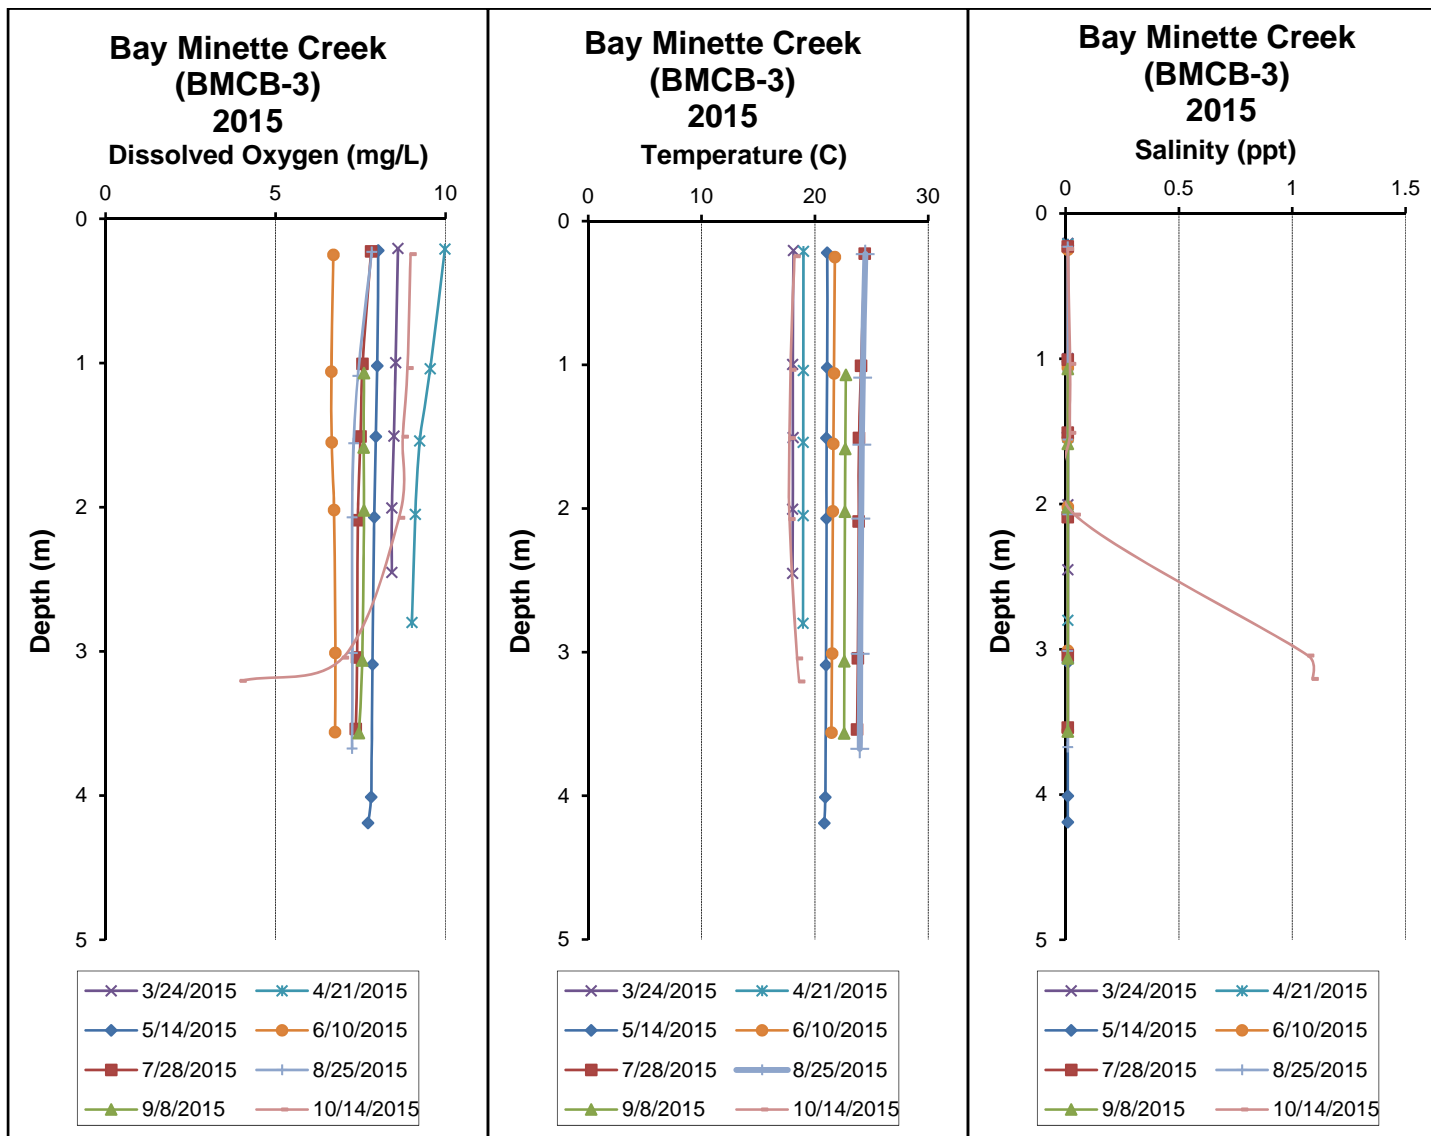 Bay Minette Creek
(BMCB-3)
2015
Dissolved Oxygen (mg/L)
0 5 10
0
1
2
3
4
5
Depth (m)
3/24/2015 4/21/2015
5/14/2015 6/10/2015
7/28/2015 8/25/2015
9/8/2015 10/14/2015
Bay Minette Creek
(BMCB-3)
2015
Temperature (C)
0 10 20 30
0
1
2
3
4
5
Depth (m)
3/24/2015 4/21/2015
5/14/2015 6/10/2015
7/28/2015 8/25/2015
9/8/2015 10/14/2015
Bay Minette Creek
(BMCB-3)
2015
Salinity (ppt)
0 0.5 1 1.5
0
1
2
3
4
5
Depth (m)
3/24/2015 4/21/2015
5/14/2015 6/10/2015
7/28/2015 8/25/2015
9/8/2015 10/14/2015